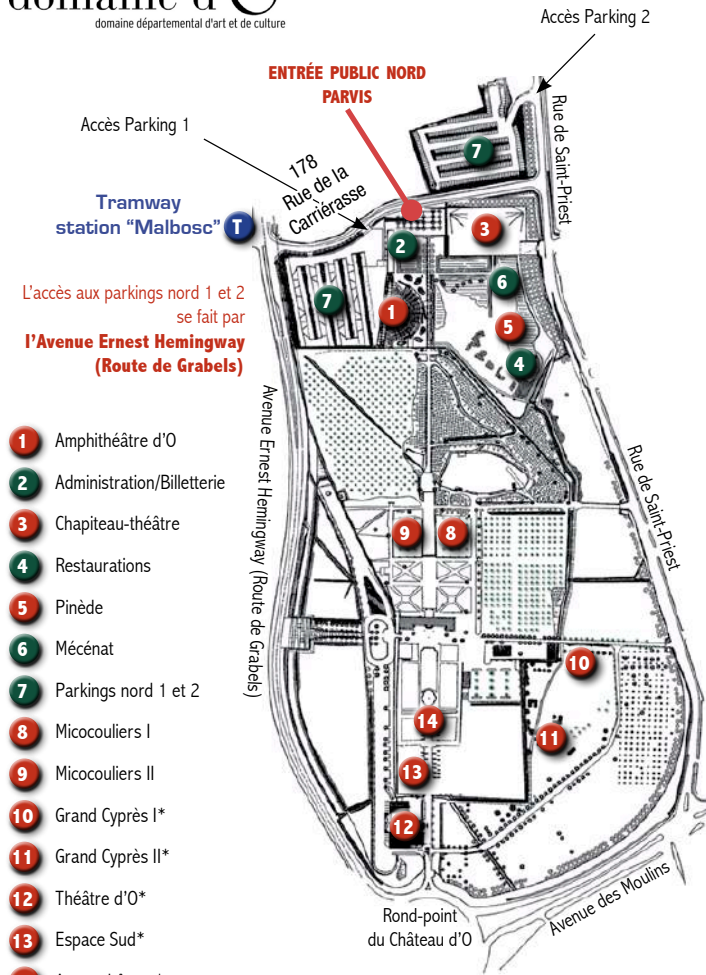 domaine d'O
domaine départemental d'art et de culture
Accès Parking 2
ENTRÉE PUBLIC NORD
PARVIS
Accès Parking 1
Rue de Saint-Priest
7
178
Rue de la
Carriérasse
Tramway
station “Malbosc” T
3
2
6
L'accès aux parkings nord 1 et 2
se fait par
l'Avenue Ernest Hemingway
(Route de Grabels)
7
1
5
4
Avenue Ernest Hemingway (Route de Grabels)
Rue de Saint-Priest
9
8
10
14
11
13
12
1 Amphithéâtre d'O
2 Administration/Billetterie
3 Chapiteau-théâtre
4 Restaurations
5 Pinède
6 Mécénat
7 Parkings nord 1 et 2
8 Micocouliers I
9 Micocouliers II
10 Grand Cyprès I*
11 Grand Cyprès II*
12 Théâtre d'O*
13 Espace Sud*
Rond-point
du Château d'O
Avenue des Moulins